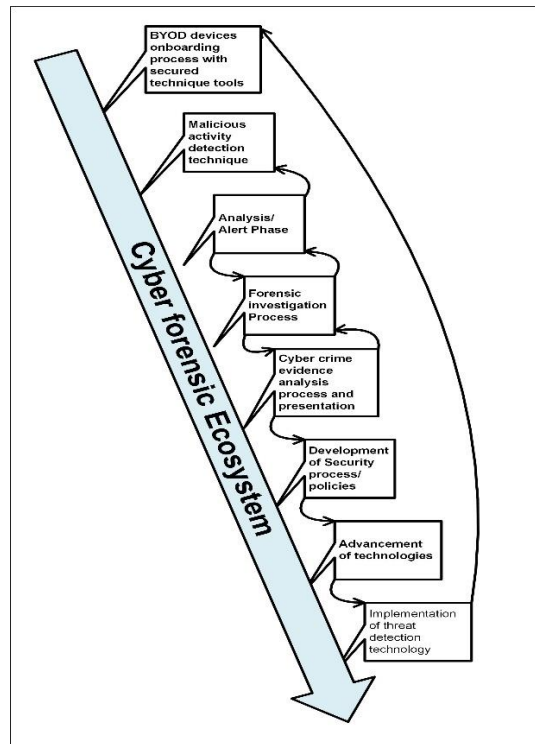 BYOD devices
onboarding
process with
secured
technique tools
Malicious
activity
detection
technique
Analysis/
Alert Phase
Forensic
investigation
Process
Cyber crime
evidence
analysis
process and
presentation
Development
of Security
process/
policies
Advancement
of technologies
Implementation
of threat
detection
technology
Cyber forensic Ecosystem